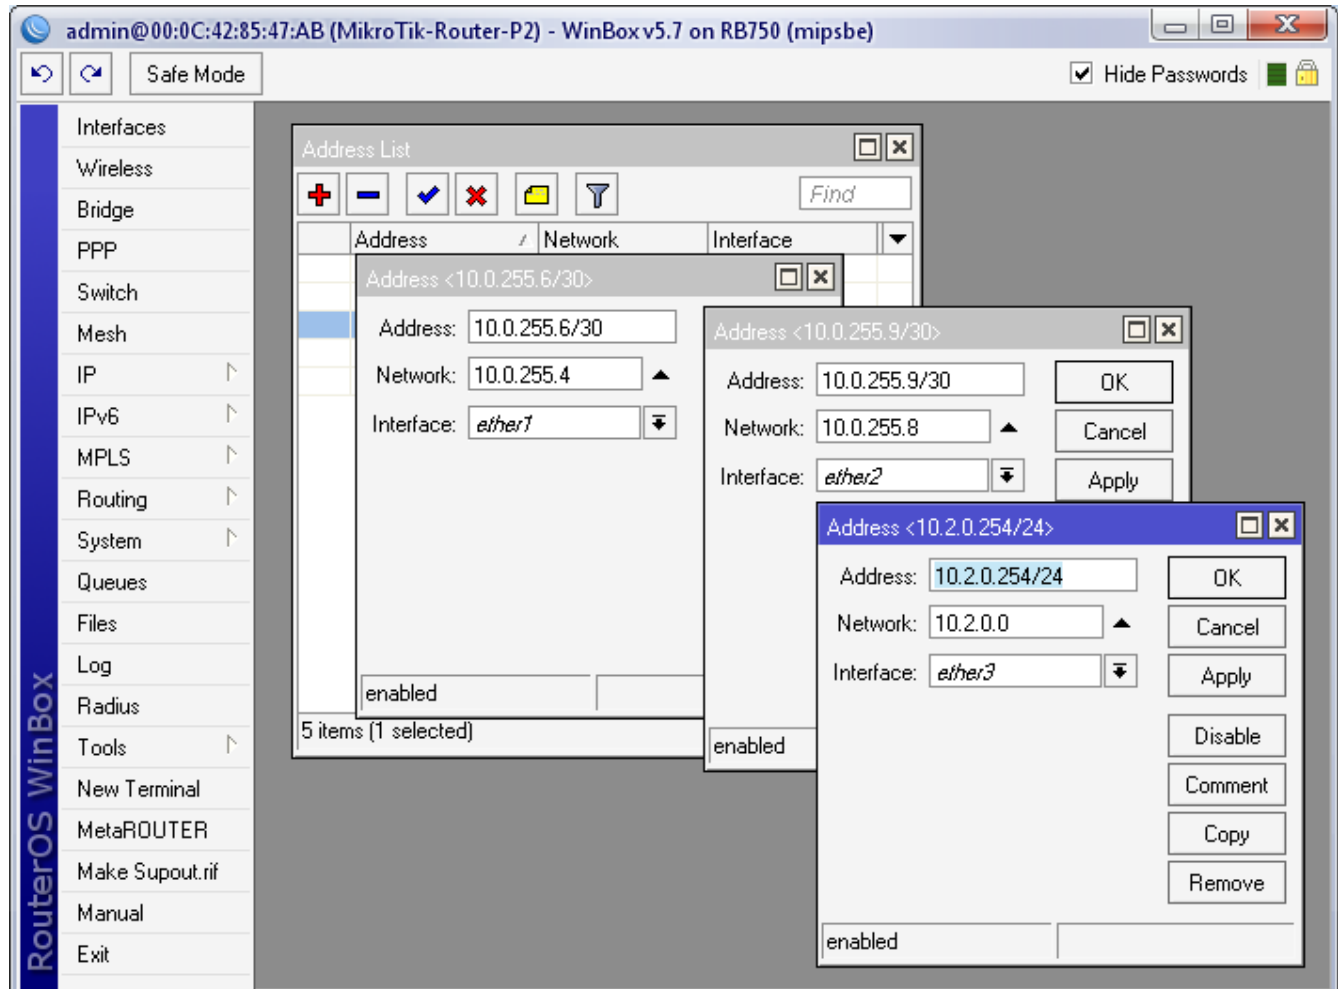 admin@00:0C:42:85:47:AB (MikroTik-Router-P2) - WinBox v5.7 on RB750 (mipsbe)
Safe Mode
Hide Passwords
RouterOS WinBox
Interfaces
Wireless
Bridge
PPP
Switch
Mesh
IP
IPv6
MPLS
Routing
System
Queues
Files
Log
Radius
Tools
New Terminal
MetaROUTER
Make Supout.rif
Manual
Exit
Address List
Find
Address Network Interface
5 items (1 selected)
Address <10.0.255.6/30>
Address: 10.0.255.6/30
Network: 10.0.255.4
Interface: ether1
enabled
Address <10.0.255.9/30>
Address: 10.0.255.9/30
Network: 10.0.255.8
Interface: ether2
OK
Cancel
Apply
enabled
Address <10.2.0.254/24>
Address: 10.2.0.254/24
Network: 10.2.0.0
Interface: ether3
OK
Cancel
Apply
Disable
Comment
Copy
Remove
enabled